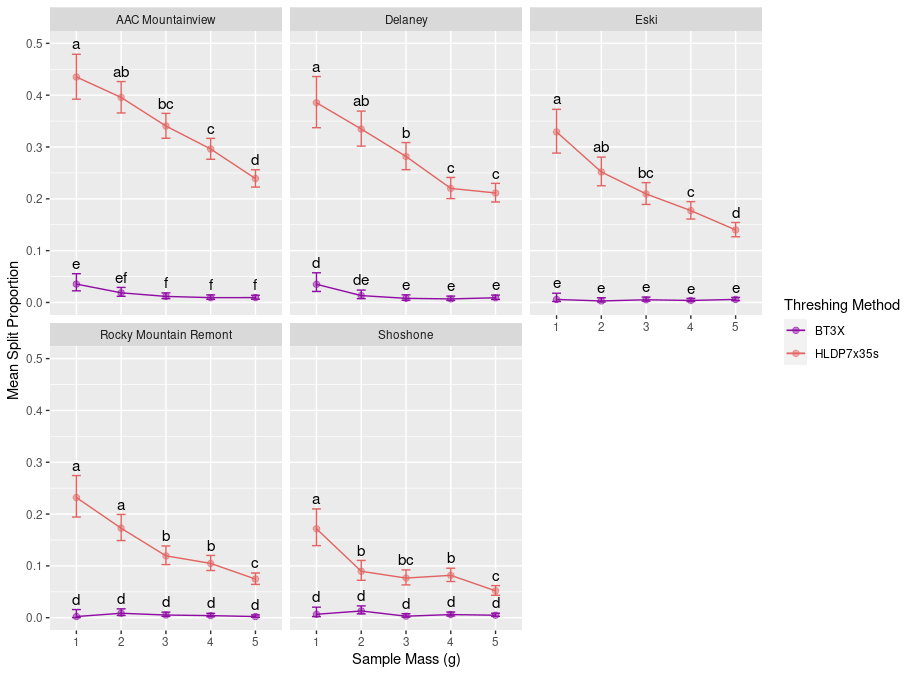 AAC Mountainview
Delaney
Eski
0.5
0.4
0.3
0.2
0.1
0.0
a
ab
bc
c
d
e
ef
f
f
f
a
ab
b
c
c
d
de
e
e
e
a
ab
bc
c
d
e
e
e
e
e
1 2 3 4 5
Rocky Mountain Remont
Shoshone
0.5
0.4
0.3
0.2
0.1
0.0
a
a
b
b
c
d
d
d
d
d
a
b
bc
b
c
d
d
d
d
d
1 2 3 4 5
1 2 3 4 5
Sample Mass (g)
Mean Split Proportion
Threshing Method
BT3X
HLDP7x35s